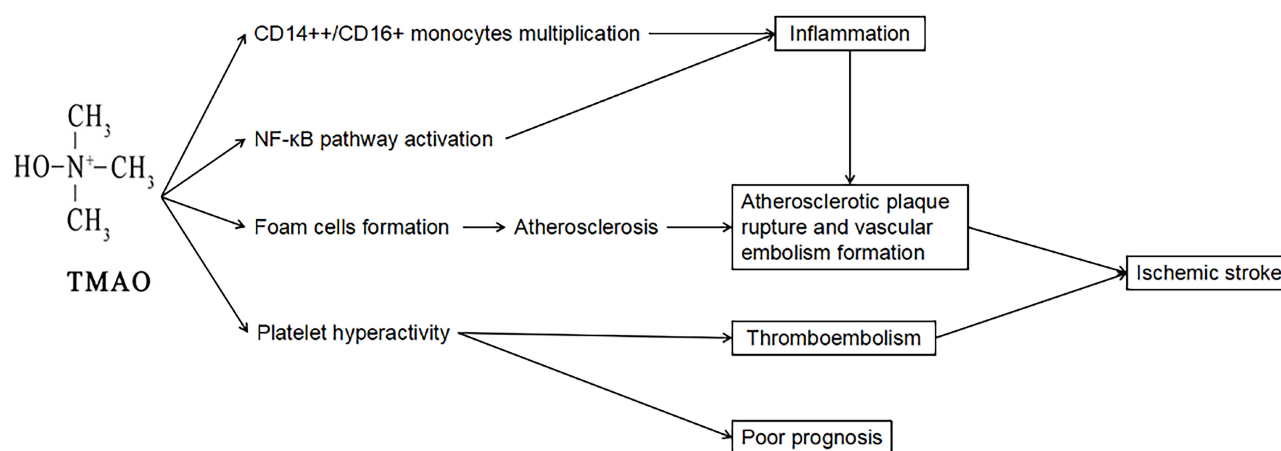 CD14++/CD16+ monocytes multiplication
Inflammation
NF-κB pathway activation
CH3
HO-N+-CH3
CH3
TMAO
Foam cells formation
Atherosclerosis
Atherosclerotic plaque
rupture and vascular
embolism formation
Ischemic stroke
Platelet hyperactivity
Thromboembolism
Poor prognosis